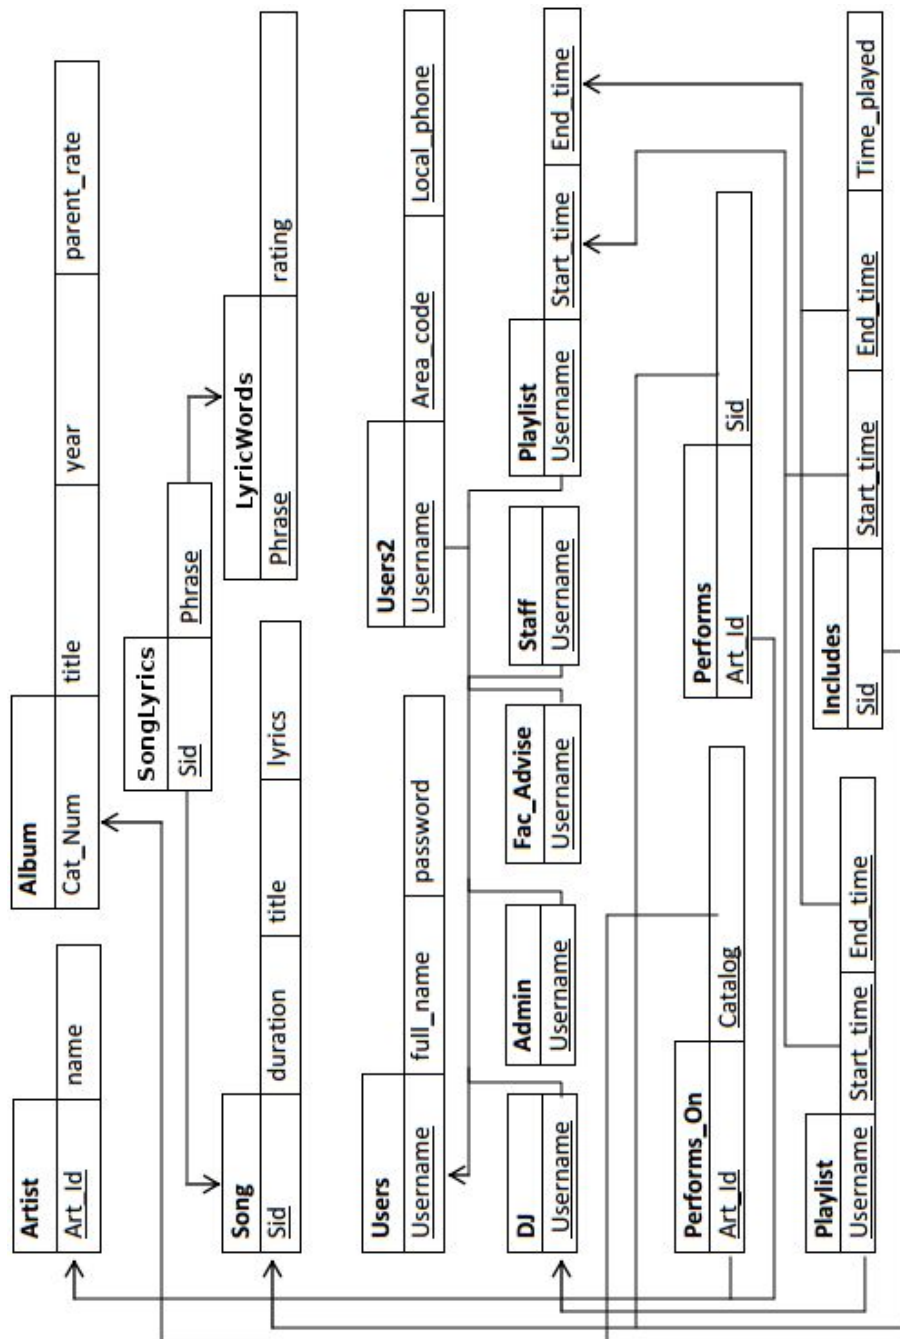 Artist
Art_Id name
Album
Cat_Num title year parent_rate
SongLyrics
Sid Phrase
Song
Sid duration title lyrics
LyricWords
Phrase rating
Users
Username full_name password
Users2
Username Area_code Local_phone
DJ
Username
Admin
Username
Fac_Advise
Username
Staff
Username
Playlist
Username Start_time End_time
Performs_On
Art_Id Catalog
Performs
Art_Id Sid
Playlist
Username Start_time End_time
Includes
Sid Start_time End_time Time_played